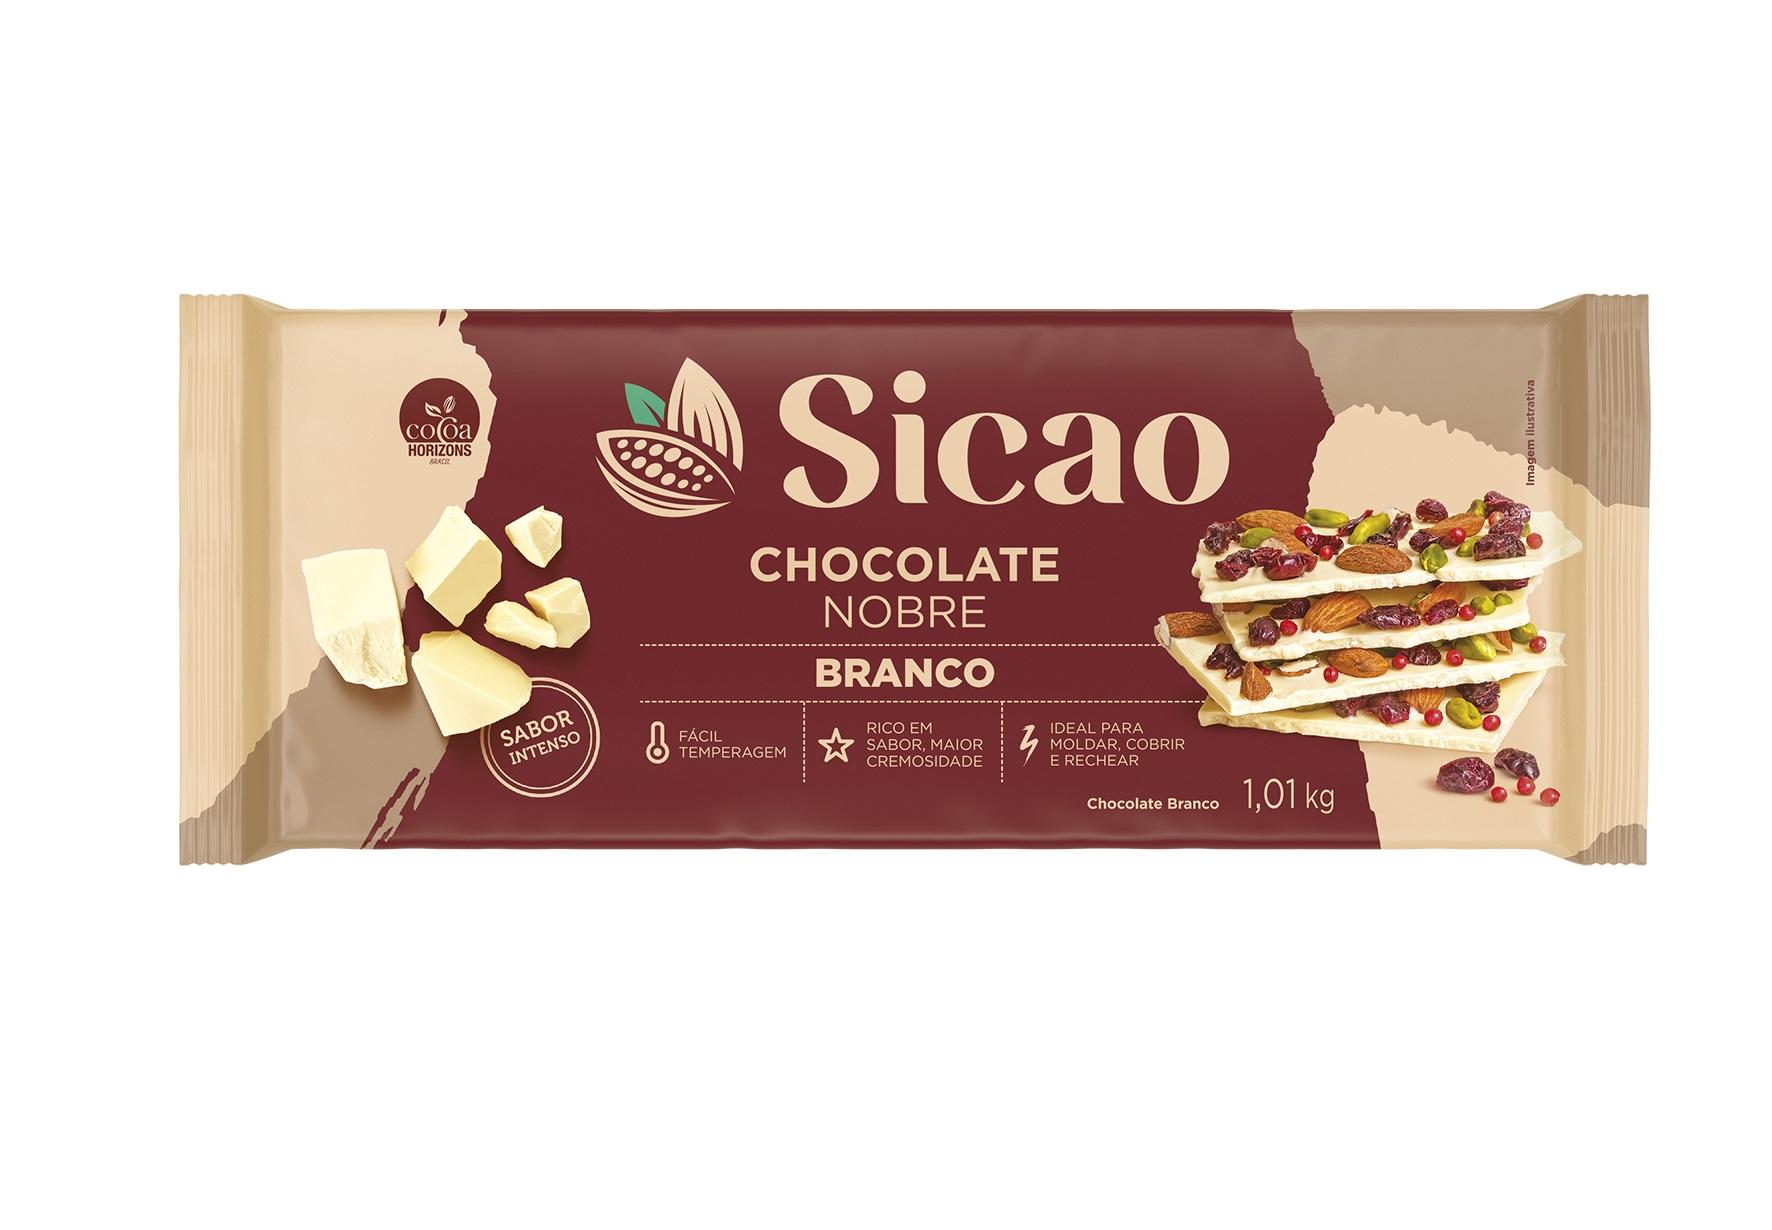 cocoa
HORIZONS
BRASIL
Sicao
CHOCOLATE
NOBRE
BRANCO
SABOR
INTENSO
FÁCIL
TEMPERAGEM
RICO EM
SABOR, MAIOR
CREMOSIDADE
IDEAL PARA
MOLDAR, COBRIR
E RECHEAR
Chocolate Branco 1,01 kg
Imagem ilustrativa